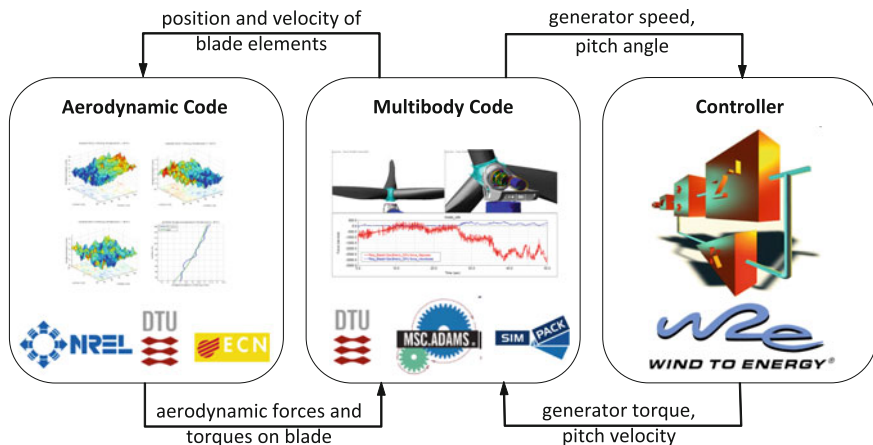 position and velocity of
blade elements
generator speed,
pitch angle
Aerodynamic Code
Multibody Code
Controller
NREL
DTU
ECN
DTU
MSC.ADAMS
SIM
PACK
w2e
WIND TO ENERGY®
aerodynamic forces and
torques on blade
generator torque,
pitch velocity